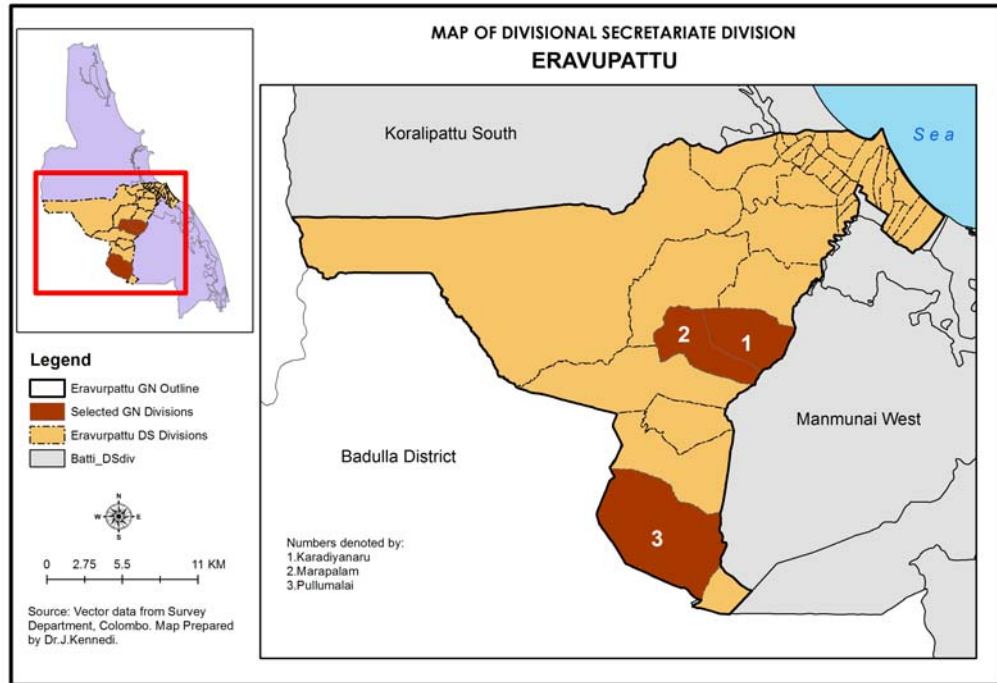 MAP OF DIVISIONAL SECRETARIATE DIVISION
ERAVUPATTU
Koralipattu South
Sea
2
1
Manmunai West
Badulla District
3
Numbers denoted by:
1.Karadiyanaru
2.Marapalam
3.Pullumalai
Legend
Eravurpattu GN Outline
Selected GN Divisions
Eravurpattu DS Divisions
Batti_DSdiv
N
W E
S
0 2.75 5.5 11 KM
Source: Vector data from Survey
Department, Colombo. Map Prepared
by Dr.J.Kennedi.